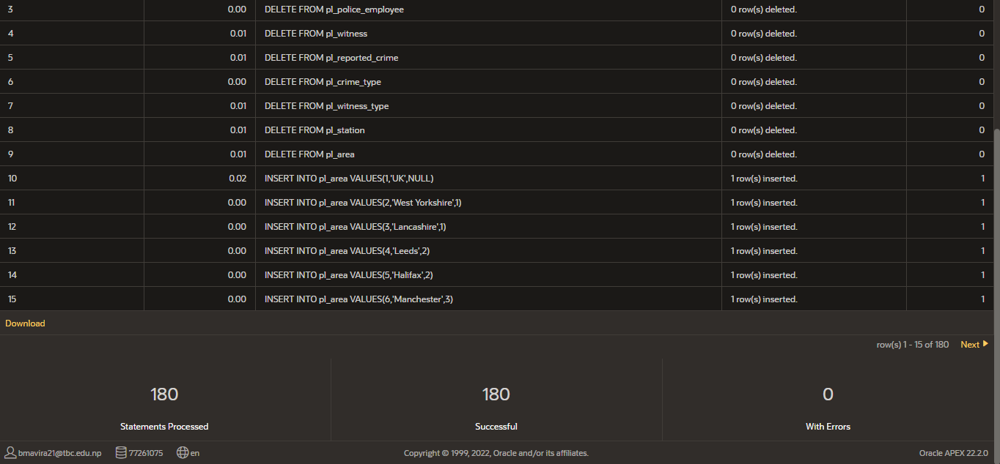 3 0.00 DELETE FROM pl_police_employee 0 row(s) deleted. 0
4 0.01 DELETE FROM pl_witness 0 row(s) deleted. 0
5 0.01 DELETE FROM pl_reported_crime 0 row(s) deleted. 0
6 0.00 DELETE FROM pl_crime_type 0 row(s) deleted. 0
7 0.01 DELETE FROM pl_witness_type 0 row(s) deleted. 0
8 0.01 DELETE FROM pl_station 0 row(s) deleted. 0
9 0.01 DELETE FROM pl_area 0 row(s) deleted. 0
10 0.02 INSERT INTO pl_area VALUES(1,'UK',NULL) 1 row(s) inserted. 1
11 0.00 INSERT INTO pl_area VALUES(2,'West Yorkshire',1) 1 row(s) inserted. 1
12 0.00 INSERT INTO pl_area VALUES(3,'Lancashire',1) 1 row(s) inserted. 1
13 0.00 INSERT INTO pl_area VALUES(4,'Leeds',2) 1 row(s) inserted. 1
14 0.00 INSERT INTO pl_area VALUES(5,'Halifax',2) 1 row(s) inserted. 1
15 0.00 INSERT INTO pl_area VALUES(6,'Manchester',3) 1 row(s) inserted. 1
Download
row(s) 1 - 15 of 180 Next
180 180 0
Statements Processed Successful With Errors
bmavira21@tbc.edu.np 77261075 en Copyright © 1999, 2022, Oracle and/or its affiliates. Oracle APEX 22.2.0